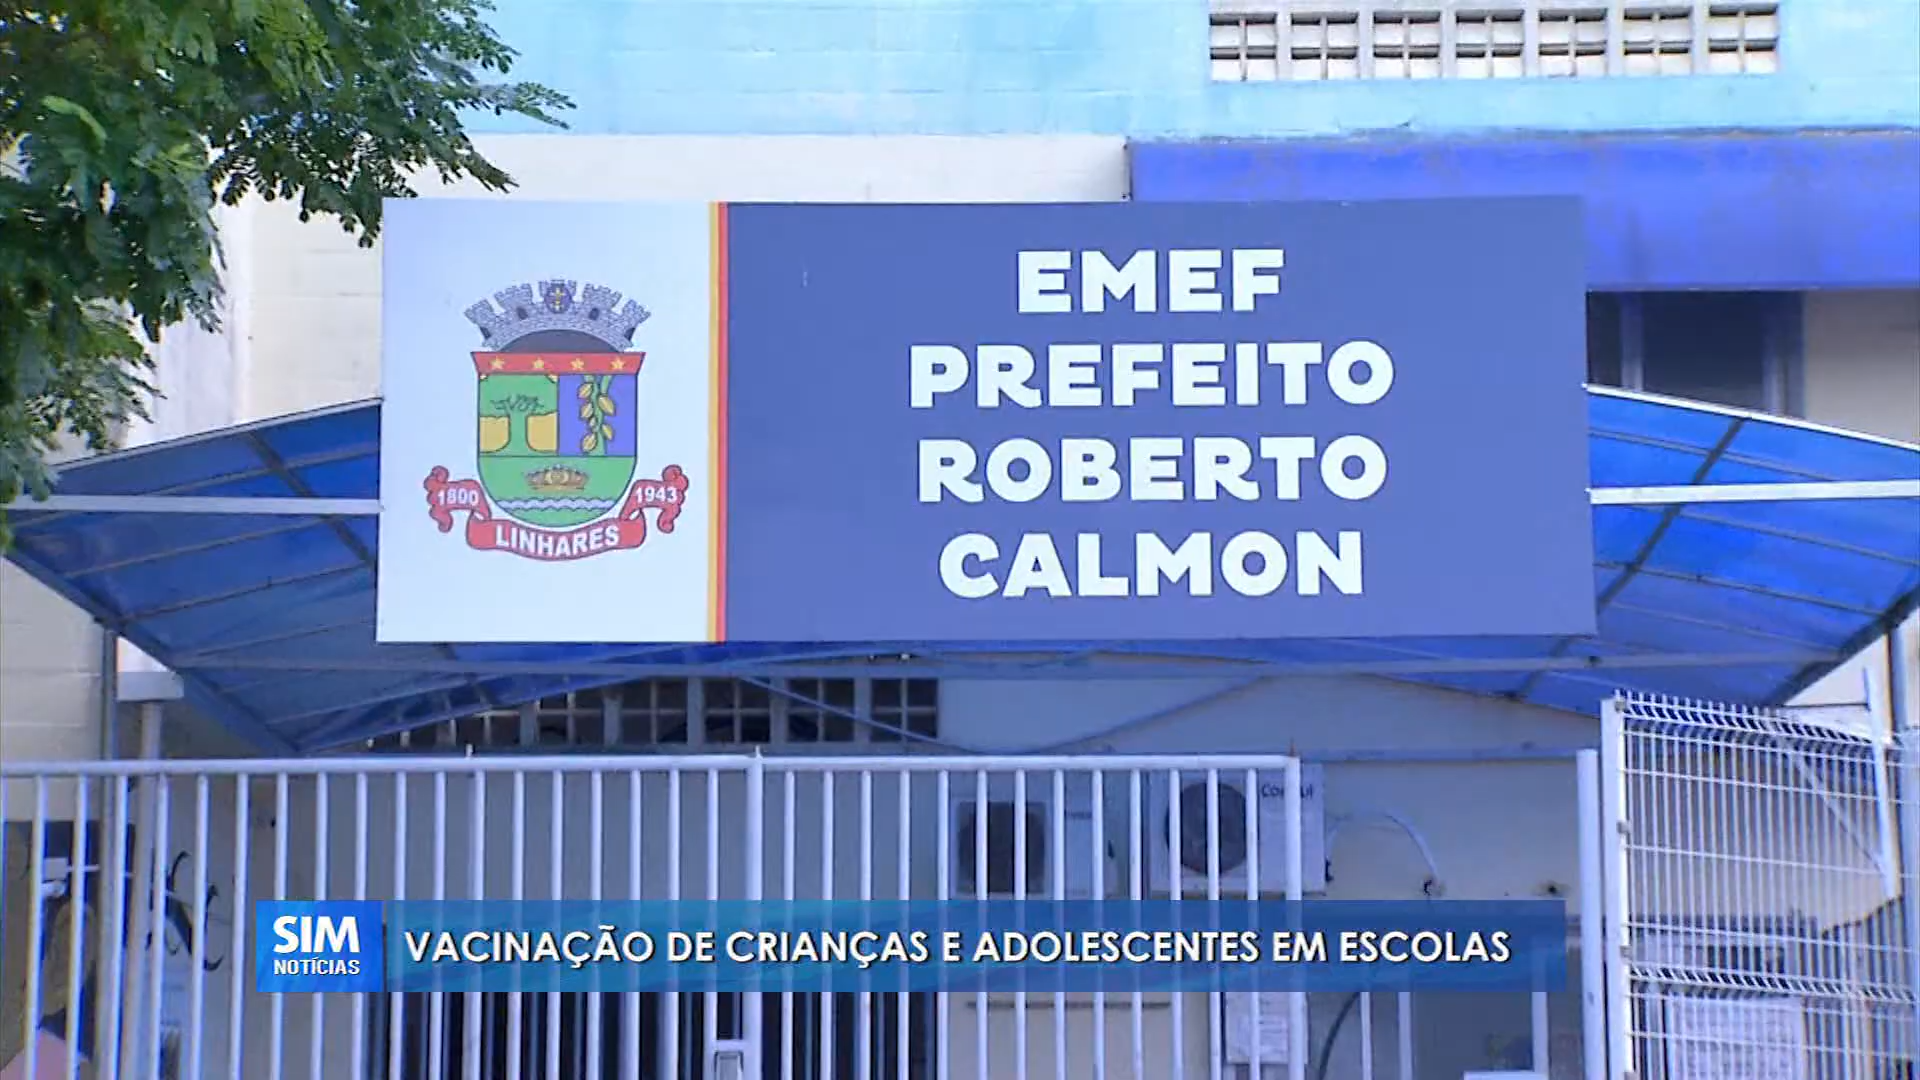 EMEF
PREFEITO
ROBERTO
CALMON
1800
1943
LINHARES
SIM
NOTÍCIAS
VACINAÇÃO DE CRIANÇAS E ADOLESCENTES EM ESCOLAS